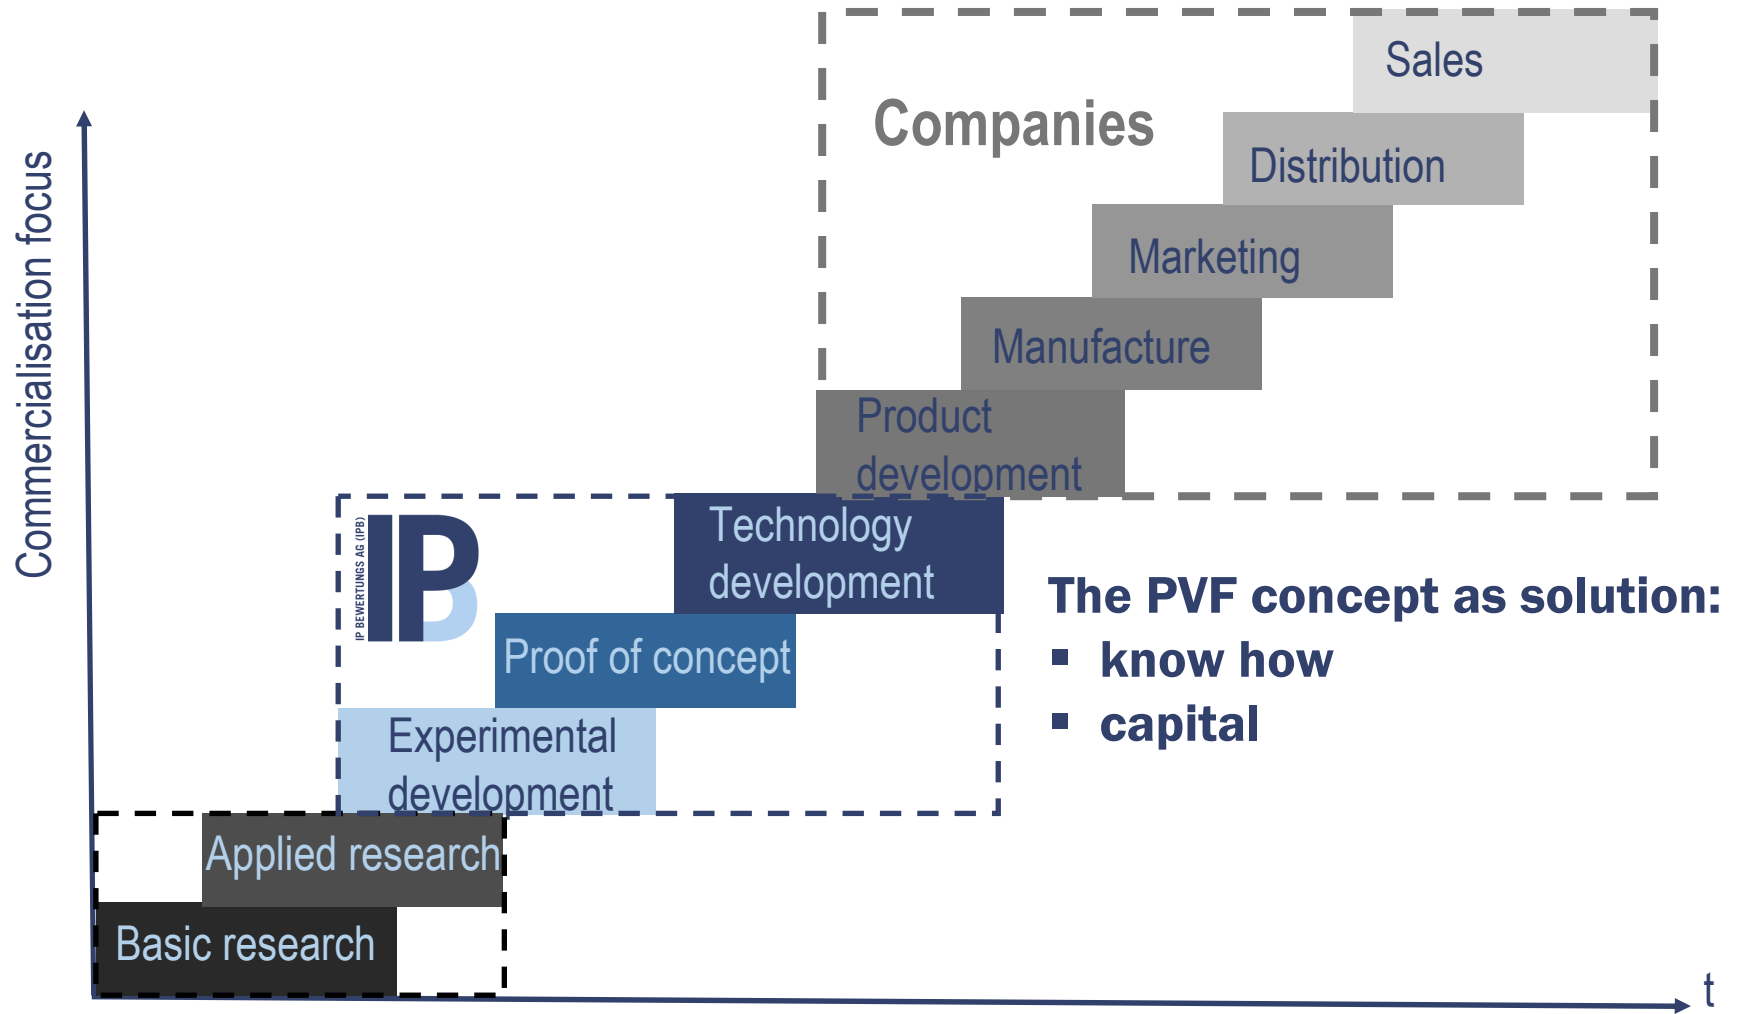 Sales
Companies
Distribution
Marketing
Manufacture
Product
development
Commercialisation focus
IP BEWERTUNGS AG (IPB)
IPB
Technology
development
The PVF concept as solution:
▪ know how
▪ capital
Proof of concept
Experimental
development
Applied research
Basic research
t